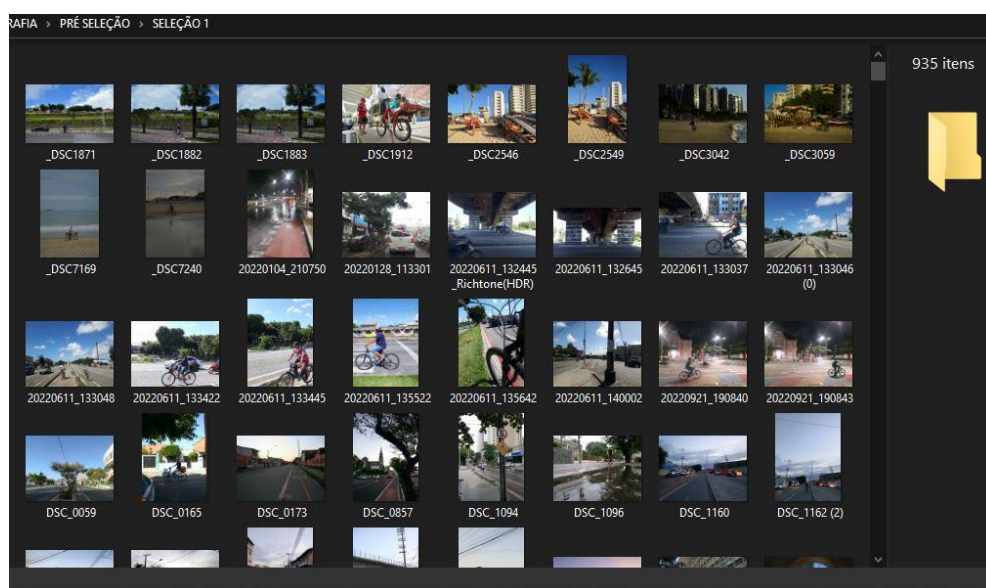 RAFIA › PRÉ SELEÇÃO › SELEÇÃO 1
935 itens
_DSC1871
_DSC1882
_DSC1883
_DSC1912
_DSC2546
_DSC2549
_DSC3042
_DSC3059
_DSC7169
_DSC7240
20220104_210750
20220128_113301
20220611_132445
_Richtone(HDR)
20220611_132645
20220611_133037
20220611_133046
(0)
20220611_133048
20220611_133422
20220611_133445
20220611_135522
20220611_135642
20220611_140002
20220921_190840
20220921_190843
DSC_0059
DSC_0165
DSC_0173
DSC_0857
DSC_1094
DSC_1096
DSC_1160
DSC_1162 (2)